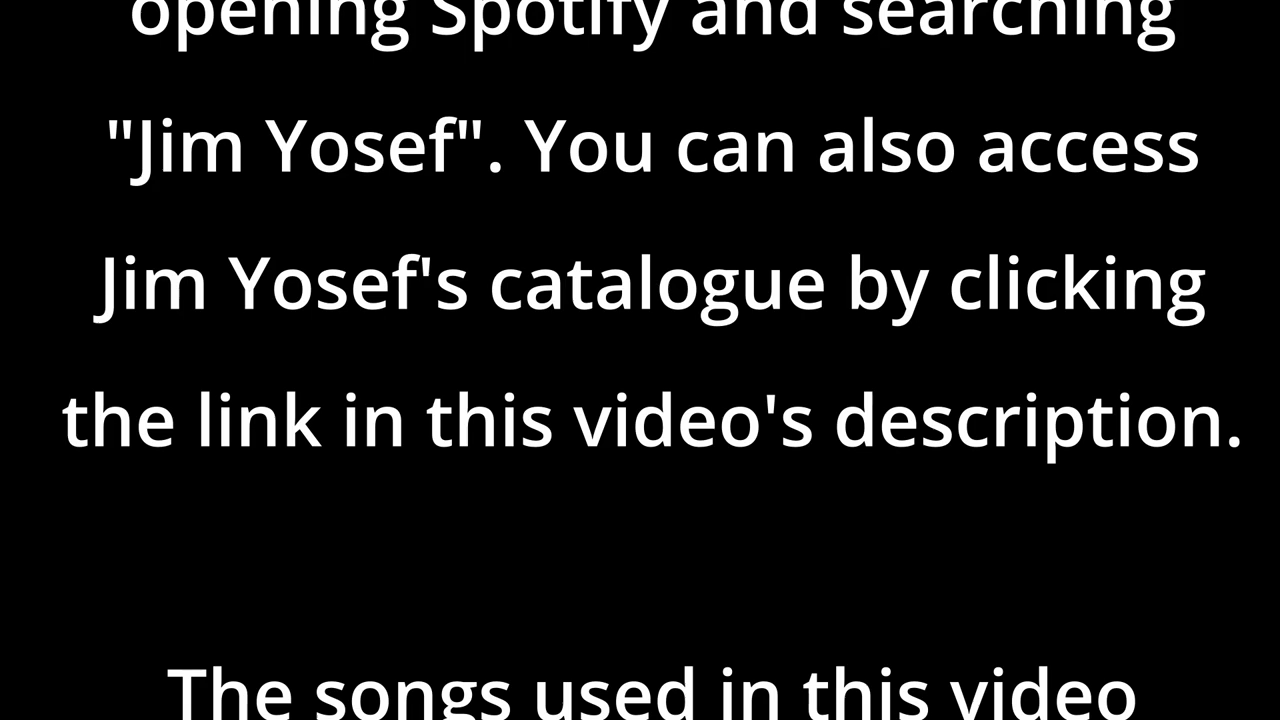 opening Spotify and searching
"Jim Yosef". You can also access
Jim Yosef's catalogue by clicking
the link in this video's description.
The songs used in this video